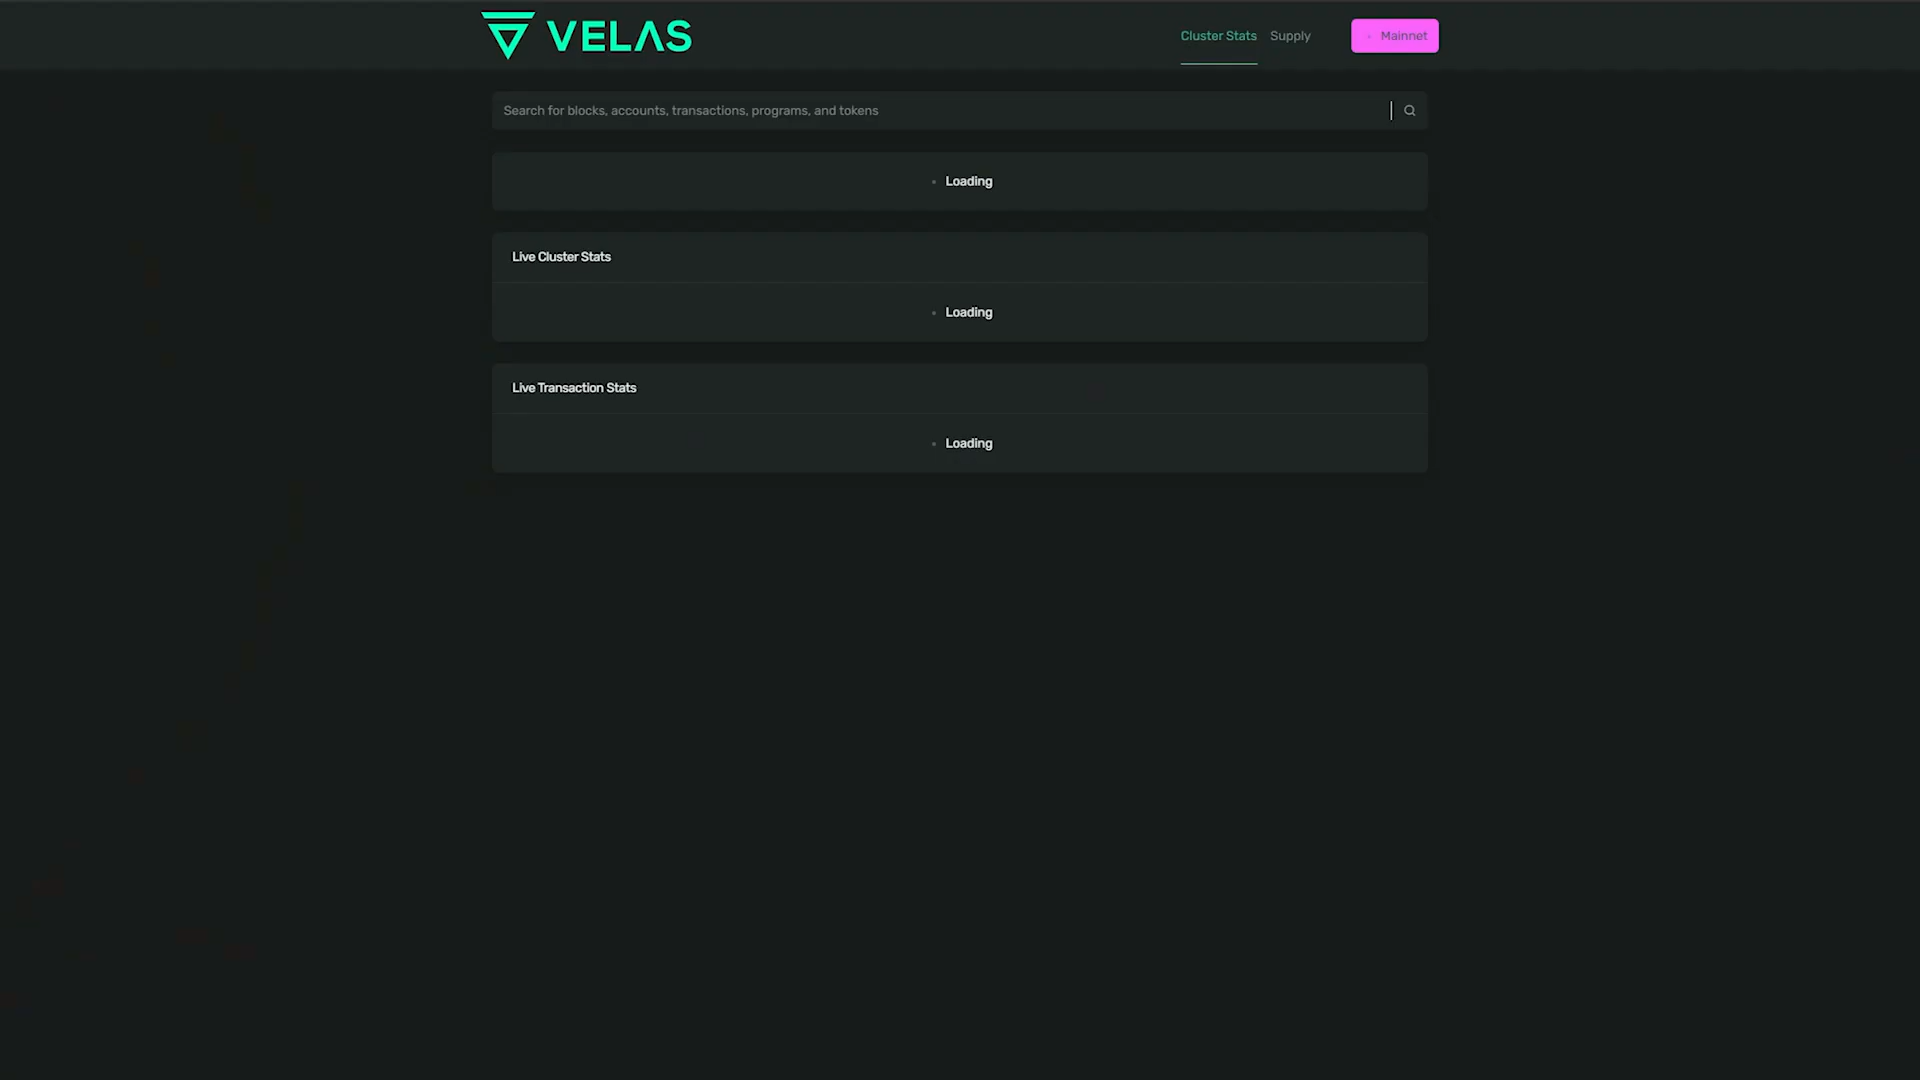 VELAS
Cluster Stats
Supply
Mainnet
Search for blocks, accounts, transactions, programs, and tokens
Loading
Live Cluster Stats
Loading
Live Transaction Stats
Loading